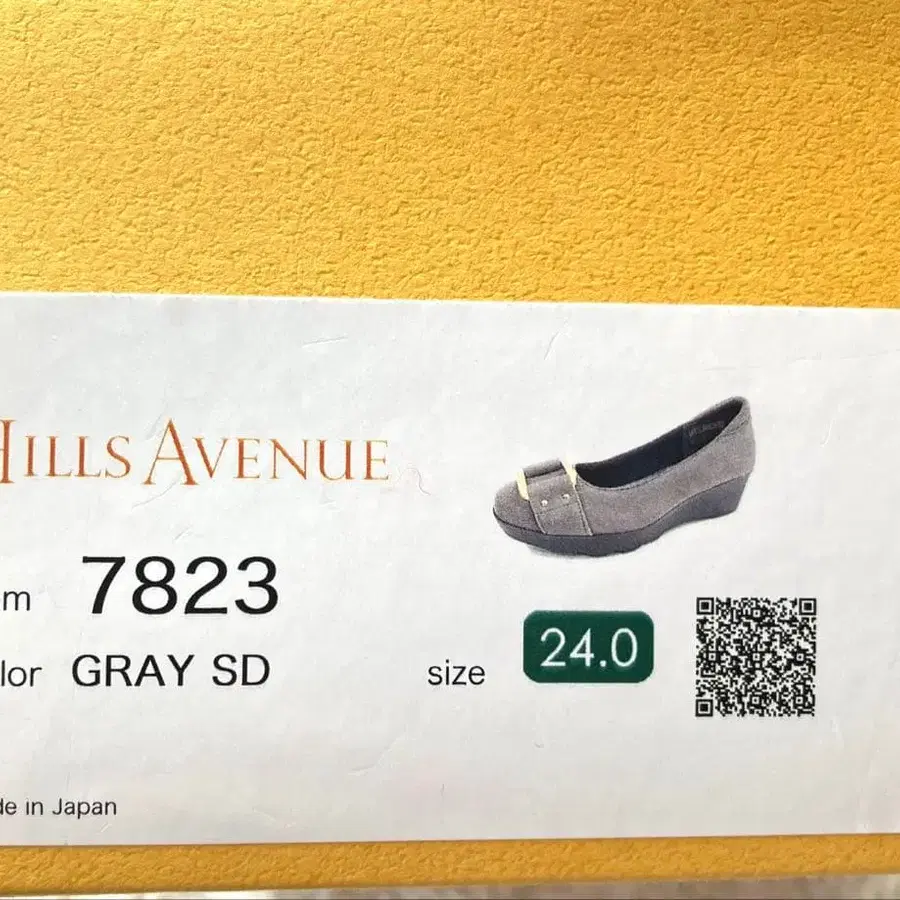 HILLS AVENUE
m 7823
lor GRAY SD
size 24.0
de in Japan